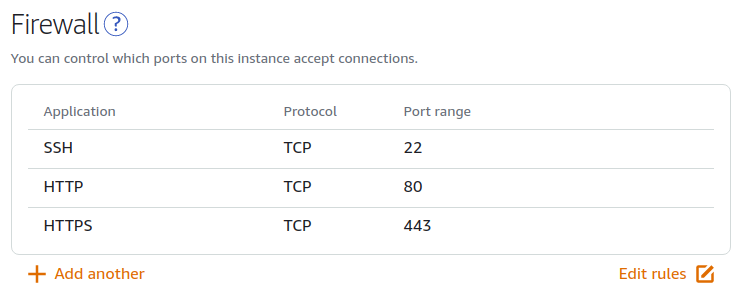 Firewall ?
You can control which ports on this instance accept connections.
Application Protocol Port range
SSH TCP 22
HTTP TCP 80
HTTPS TCP 443
+ Add another Edit rules